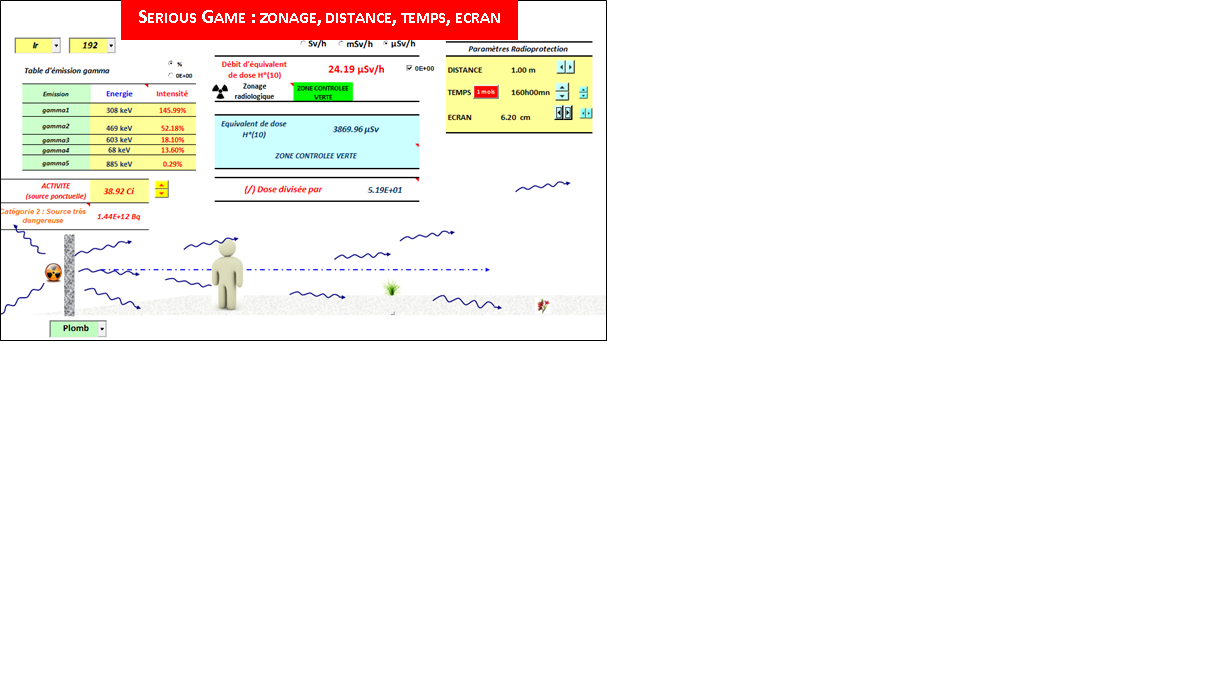 SERIOUS GAME : ZONAGE, DISTANCE, TEMPS, ECRAN
Ir 192
Sv/h mSv/h µSv/h
Paramètres Radioprotection
Table d'émission gamma
%
0E+00
Débit d'équivalent
de dose H*(10)
24.19 µSv/h
0E+00
DISTANCE 1.00 m
Zonage
radiologique
ZONE CONTROLEE
VERTE
TEMPS 1 mois 160h00mn
ECRAN 6.20 cm
Emission Energie Intensité
gamma1 308 keV 145.99%
gamma2 469 keV 52.18%
gamma3 603 keV 18.10%
gamma4 68 keV 13.60%
gamma5 885 keV 0.29%
Equivalent de dose
H*(10)
3869.96 µSv
ZONE CONTROLEE VERTE
(/) Dose divisée par 5.19E+01
ACTIVITE
(source ponctuelle)
38.92 Ci
Catégorie 2 : Source très
dangereuse
1.44E+12 Bq
Plomb